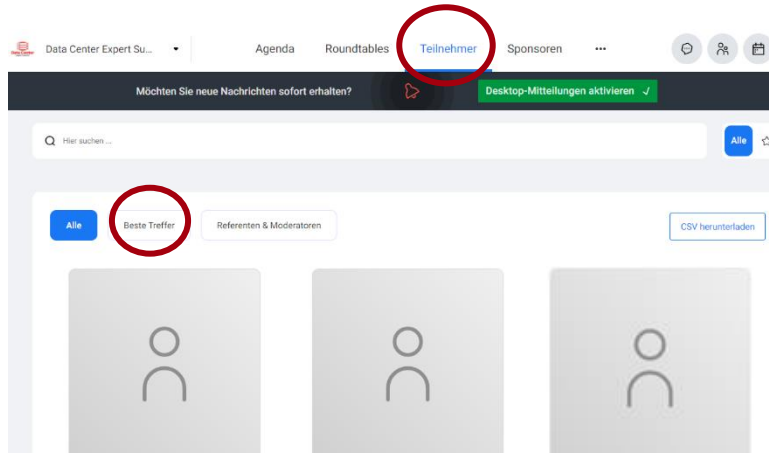 Data Center Expert Su...
Agenda
Roundtables
Teilnehmer
Sponsoren
Möchten Sie neue Nachrichten sofort erhalten?
Desktop-Mitteilungen aktivieren
Hier suchen ...
Alle
Alle
Beste Treffer
Referenten & Moderatoren
CSV herunterladen